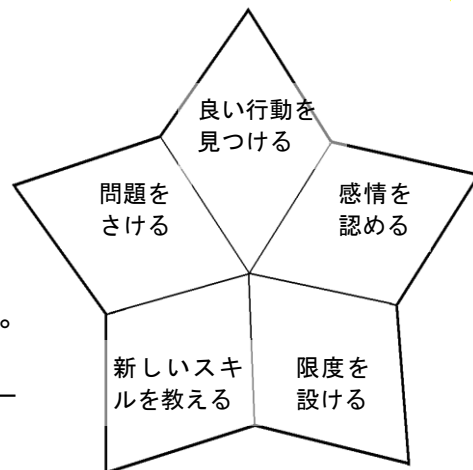 良い行動を
見つける
問題を
さける
感情を
認める
新しいスキ
ルを教える
限度を
設ける
。